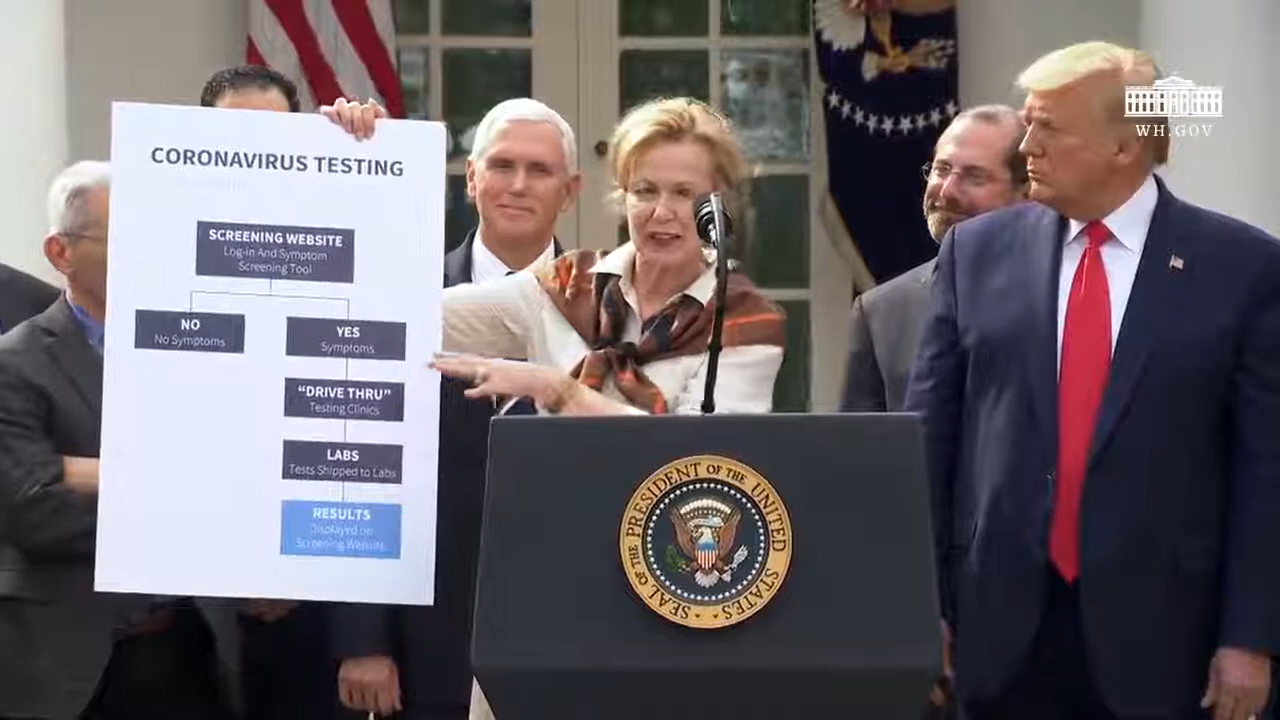 CORONAVIRUS TESTING
SCREENING WEBSITE
Log-in And Symptom
Screening Tool
NO
No Symptoms
YES
Symptoms
“DRIVE THRU”
Testing Clinics
LABS
Tests Shipped to Labs
RESULTS
Displayed on
Screening Website
WH.GOV
SEAL OF THE PRESIDENT OF THE UNITED STATES